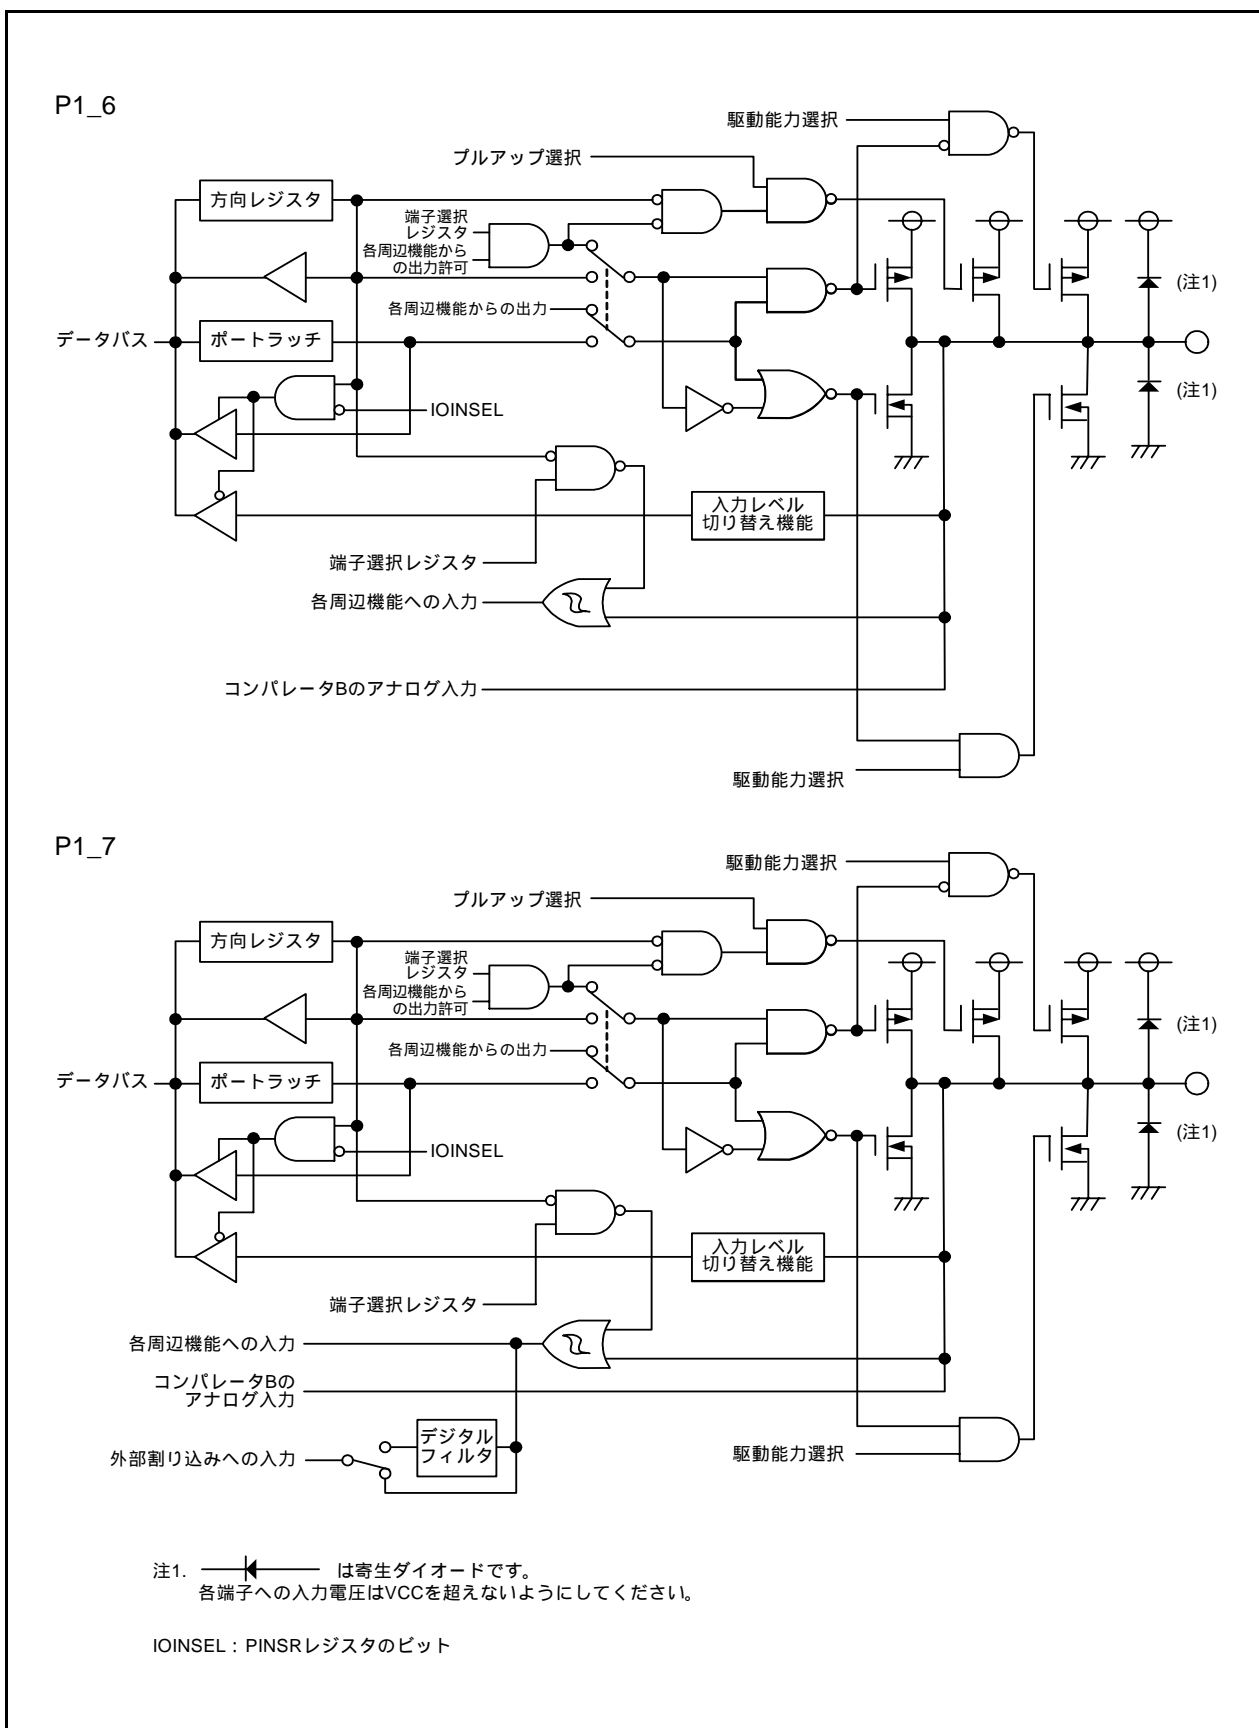 P1_6
駆動能力選択
プルアップ選択
方向レジスタ
端子選択
レジスタ
各周辺機能から
の出力許可
(注1)
各周辺機能からの出力
データバス
ポートラッチ
(注1)
IOINSEL
入力レベル
切り替え機能
端子選択レジスタ
各周辺機能への入力
コンパレータBのアナログ入力
駆動能力選択
P1_7
駆動能力選択
プルアップ選択
方向レジスタ
端子選択
レジスタ
各周辺機能から
の出力許可
(注1)
各周辺機能からの出力
データバス
ポートラッチ
(注1)
IOINSEL
入力レベル
切り替え機能
端子選択レジスタ
各周辺機能への入力
コンパレータBの
アナログ入力
デジタル
フィルタ
外部割り込みへの入力
駆動能力選択
注1. は寄生ダイオードです。
各端子への入力電圧はVCCを超えないようにしてください。
IOINSEL：PINSRレジスタのビット